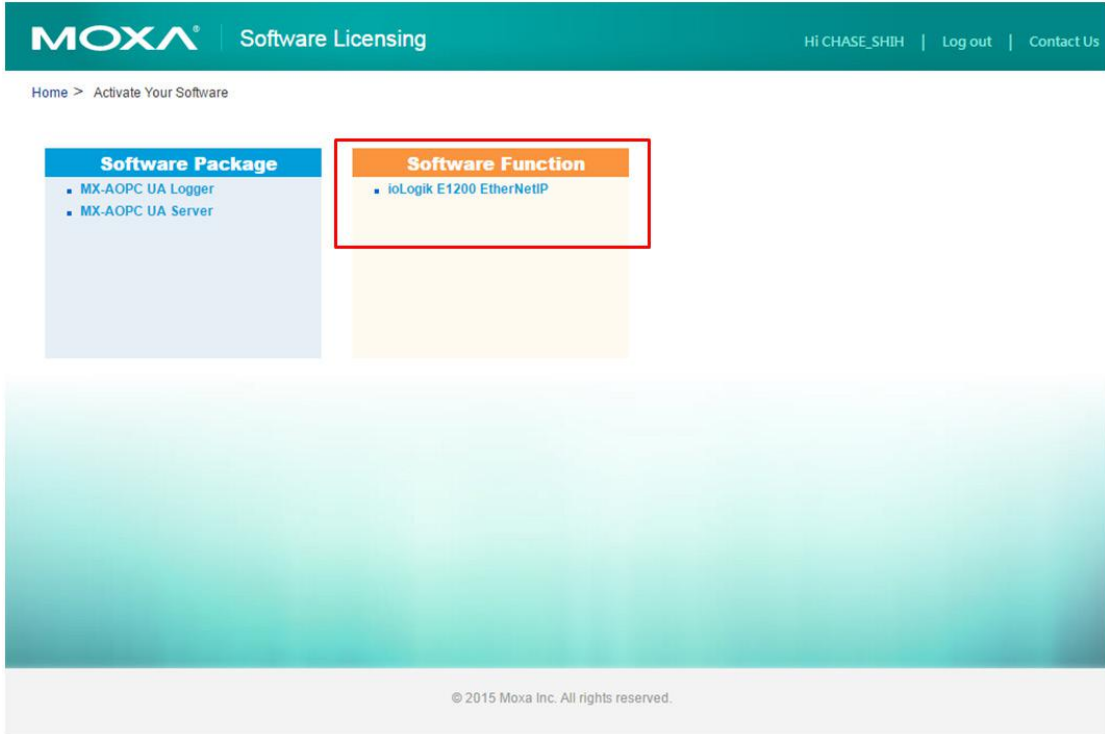 MOXA® Software Licensing
Hi CHASE_SHIH | Log out | Contact Us
Home > Activate Your Software
Software Package
MX-AOPC UA Logger
MX-AOPC UA Server
Software Function
ioLogik E1200 EtherNetIP
© 2015 Moxa Inc. All rights reserved.